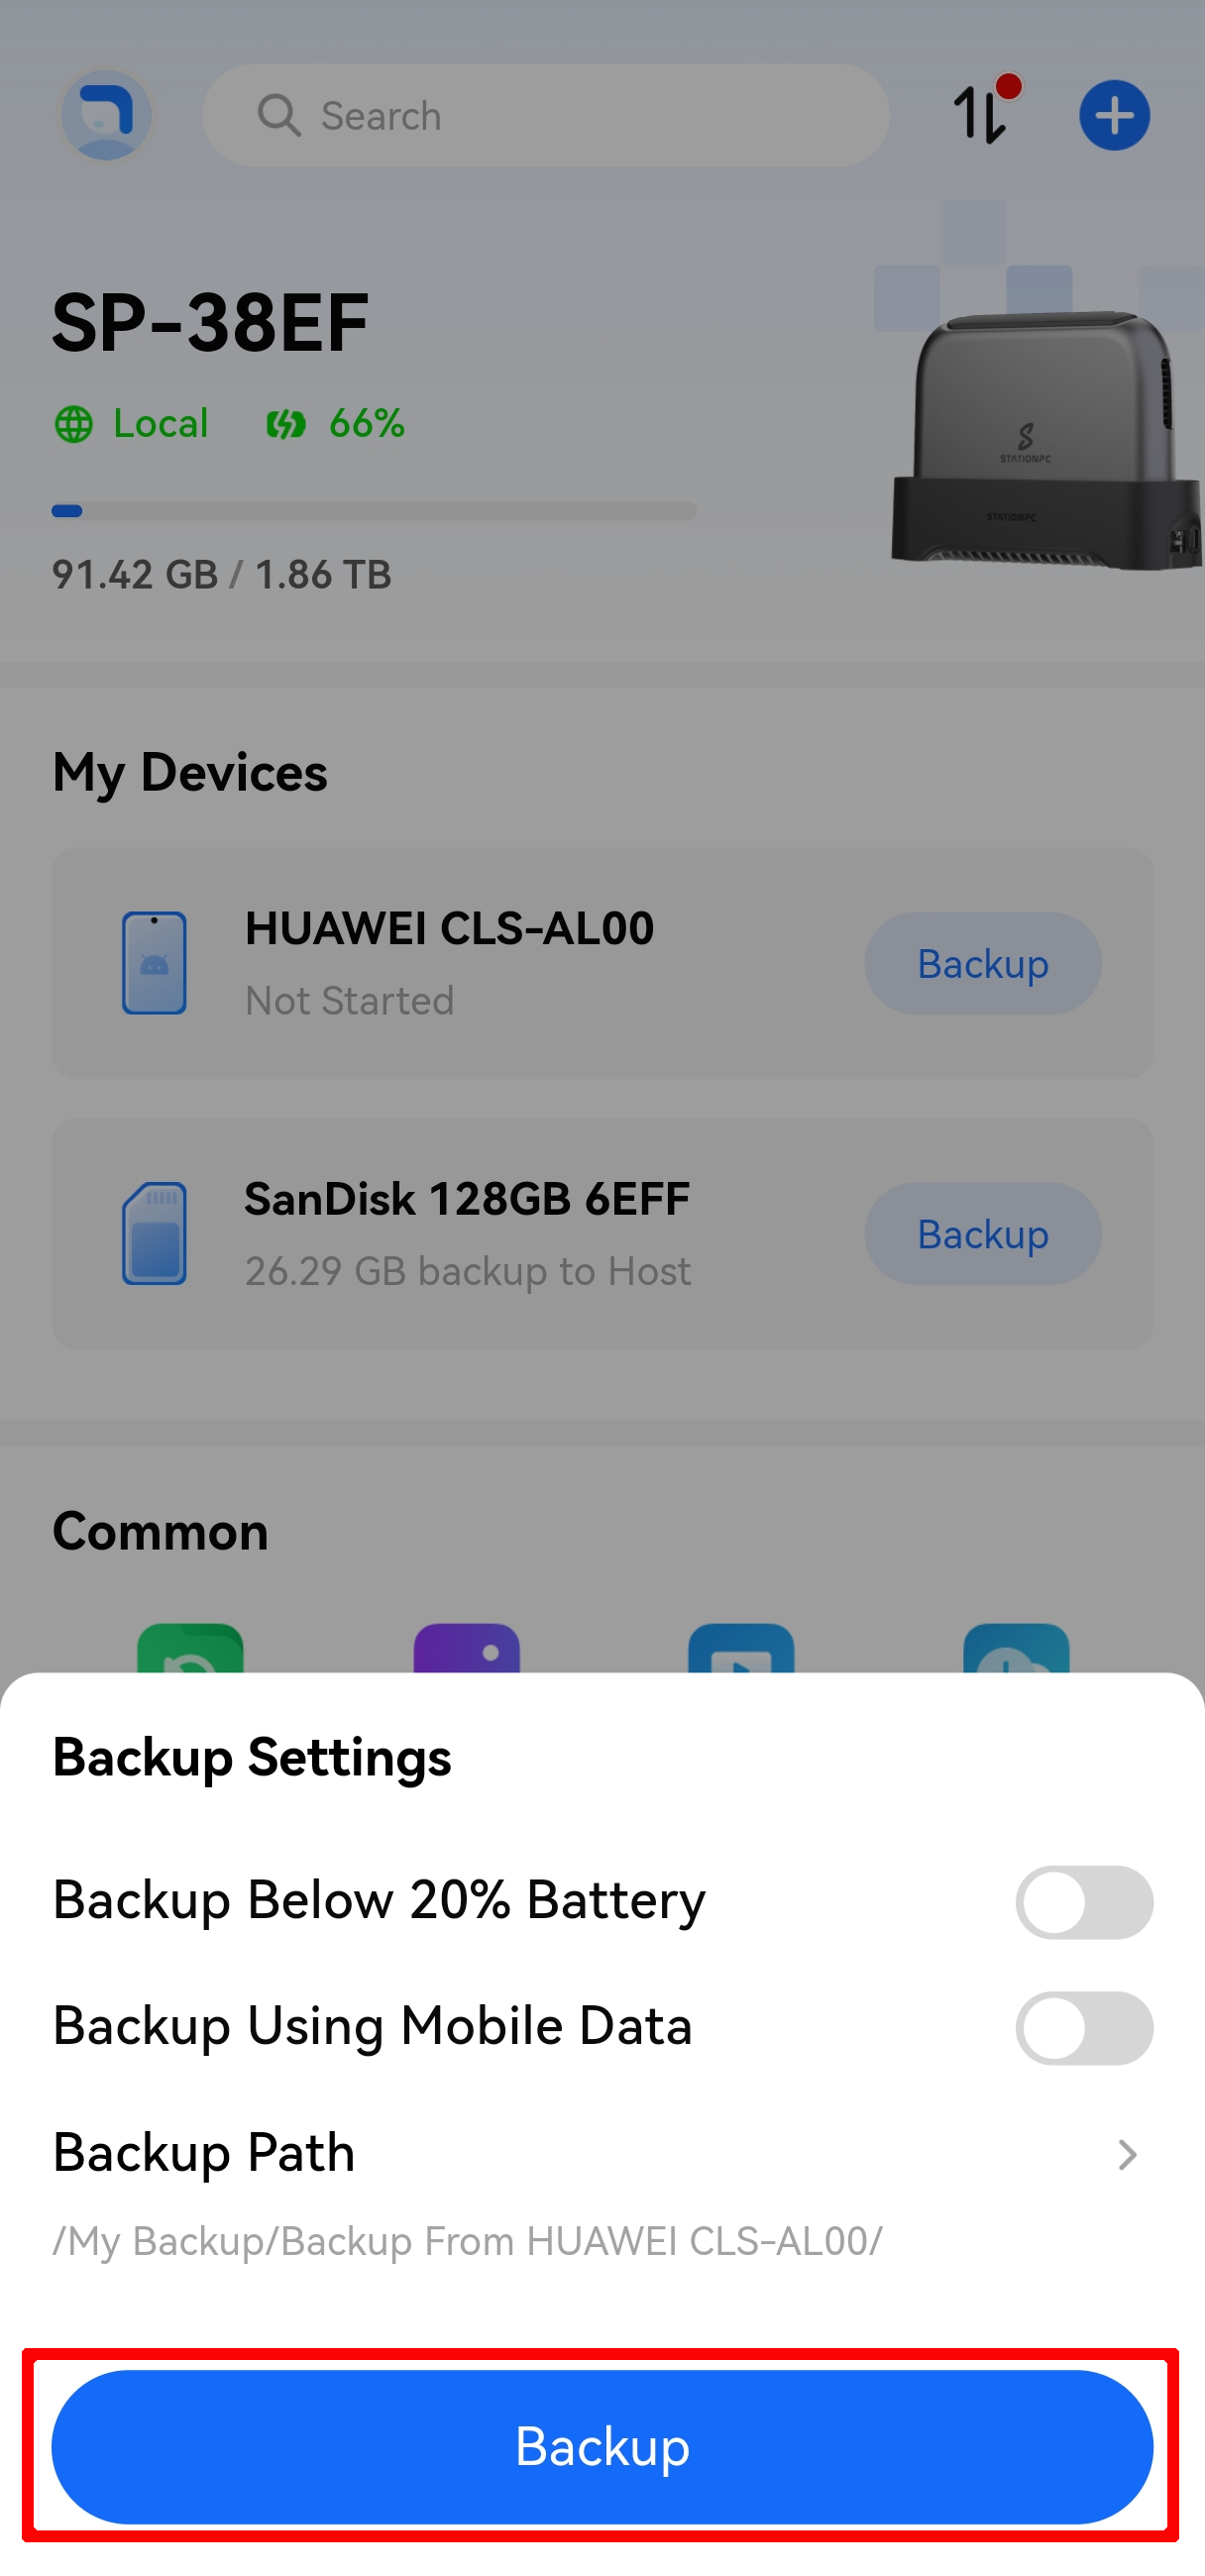 Search
SP-38EF
Local 66%
STATIONPC
STATIONPC
91.42 GB / 1.86 TB
My Devices
HUAWEI CLS-AL00
Not Started
Backup
SanDisk 128GB 6EFF
26.29 GB backup to Host
Backup
Common
Backup Settings
Backup Below 20% Battery
Backup Using Mobile Data
Backup Path
/My Backup/Backup From HUAWEI CLS-AL00/
Backup